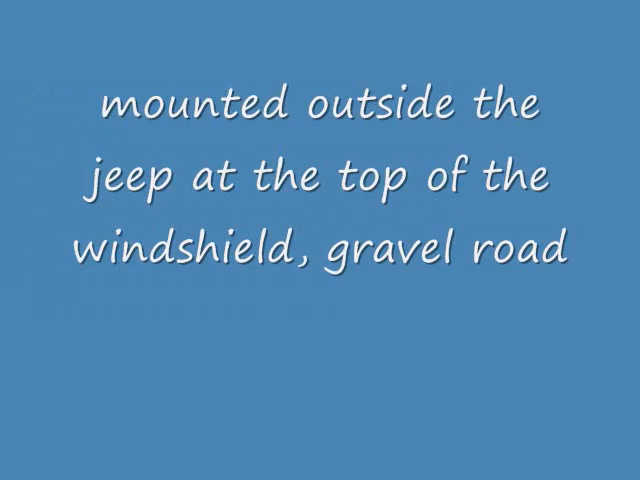 mounted outside the
jeep at the top of the
windshield, gravel road